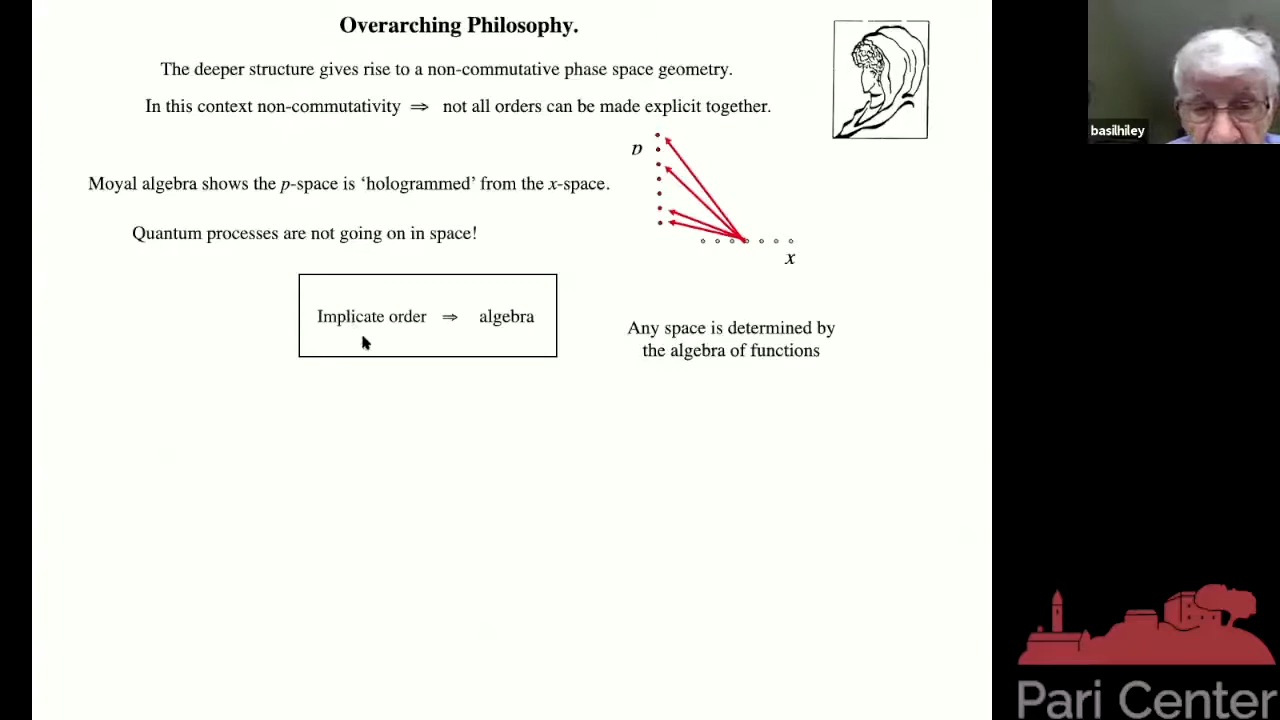 Overarching Philosophy.
The deeper structure gives rise to a non-commutative phase space geometry.
In this context non-commutativity ⇒ not all orders can be made explicit together.
p
Moyal algebra shows the p-space is ‘hologrammed’ from the x-space.
Quantum processes are not going on in space!
x
Implicate order ⇒ algebra
Any space is determined by
the algebra of functions
basilhiley
Pari Center